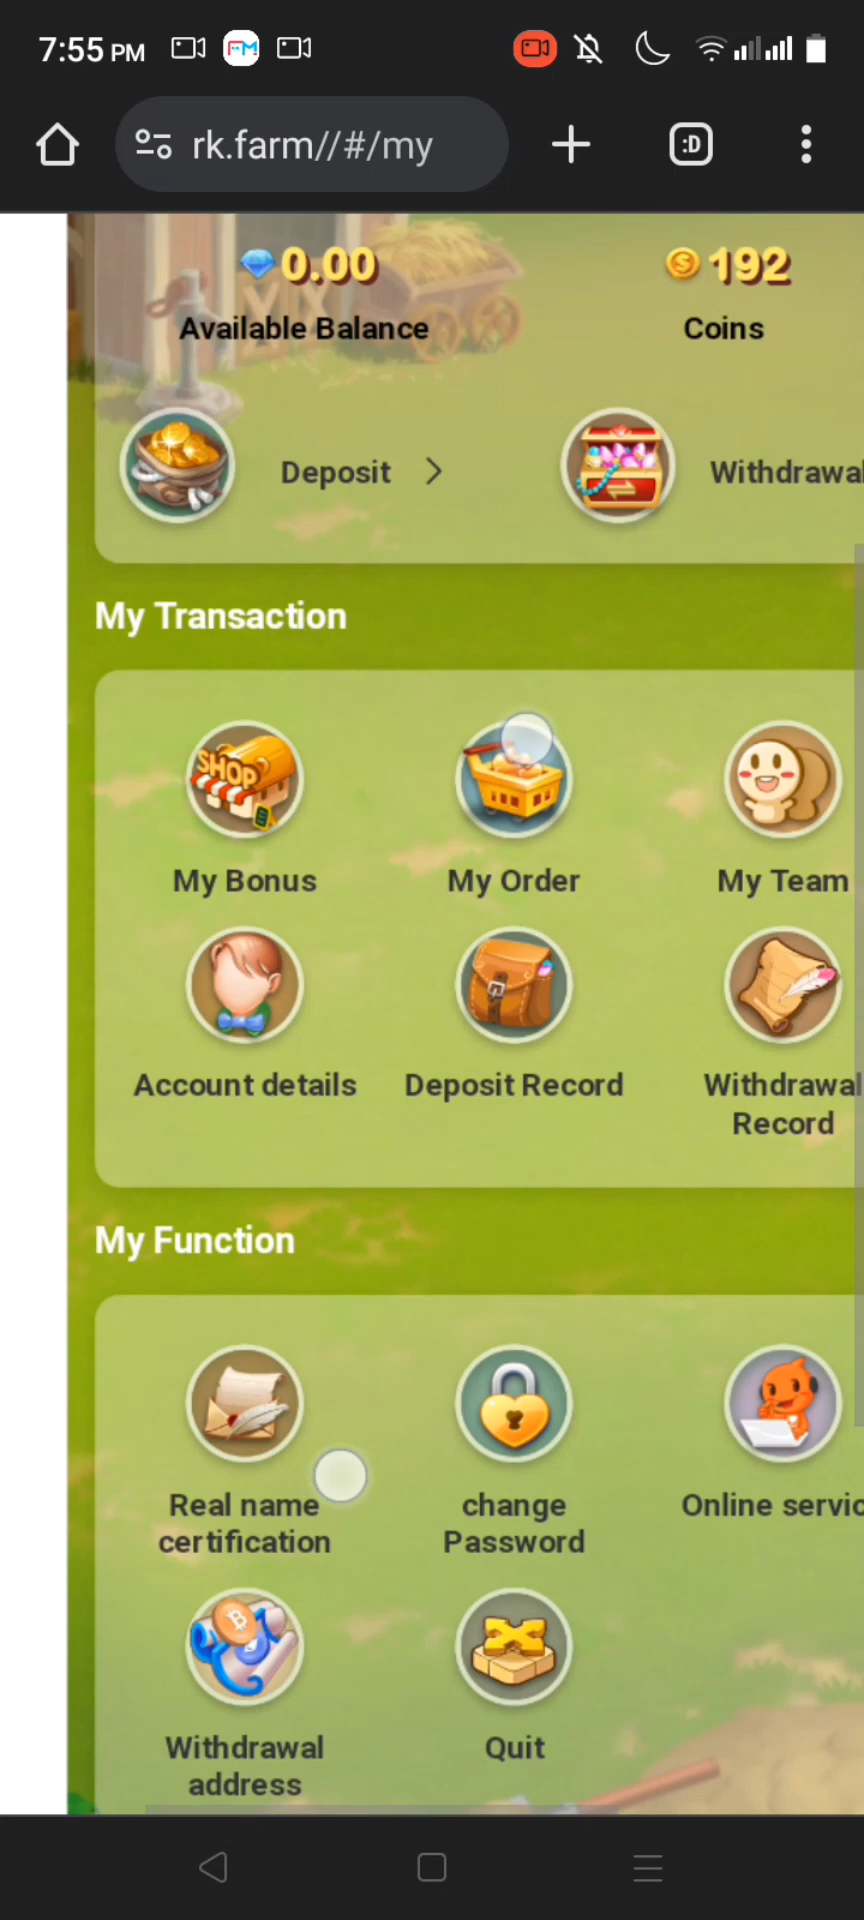 7:55 PM
rk.farm//#/my
:D
0.00
192
Available Balance
Coins
Deposit
Withdrawal
My Transaction
SHOP
My Bonus
My Order
My Team
Account details
Deposit Record
Withdrawal
Record
My Function
Real name
certification
change
Password
Online servic
Withdrawal
address
Quit